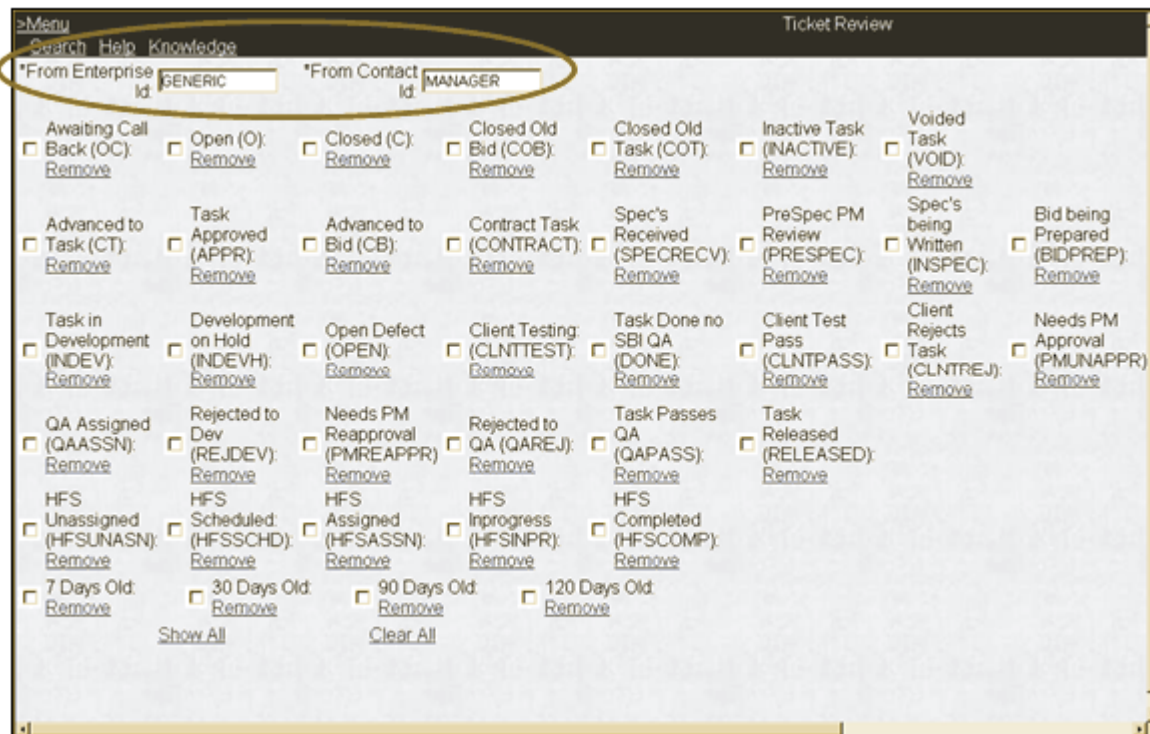 >Menu Ticket Review
Search Help Knowledge
*From Enterprise Id: GENERIC *From Contact Id: MANAGER
Awaiting Call Back (OC): Remove
Open (O): Remove
Closed (C): Remove
Closed Old Bid (COB): Remove
Closed Old Task (COT): Remove
Inactive Task (INACTIVE): Remove
Voided Task (VOID): Remove
Advanced to Task (CT): Remove
Task Approved (APPR): Remove
Advanced to Bid (CB): Remove
Contract Task (CONTRACT): Remove
Spec's Received (SPECRECV): Remove
PreSpec PM Review (PRESPEC): Remove
Spec's being Written (INSPEC): Remove
Bid being Prepared (BIDPREP): Remove
Task in Development (INDEV): Remove
Development on Hold (INDEVH): Remove
Open Defect (OPEN): Remove
Client Testing: (CLNTTEST): Remove
Task Done no SBI QA (DONE): Remove
Client Test Pass (CLNTPASS): Remove
Client Rejects Task (CLNTREJ): Remove
Needs PM Approval (PMUNAPPR) Remove
QA Assigned (QAASSN): Remove
Rejected to Dev (REJDEV): Remove
Needs PM Reapproval (PMREAPPR) Remove
Rejected to QA (QAREJ): Remove
Task Passes QA (QAPASS): Remove
Task Released (RELEASED): Remove
HFS Unassigned (HFSUNASN): Remove
HFS Scheduled: (HFSSCHD): Remove
HFS Assigned (HFSASSN): Remove
HFS Inprogress (HFSINPR): Remove
HFS Completed (HFSCOMP): Remove
7 Days Old: Remove
30 Days Old: Remove
90 Days Old: Remove
120 Days Old: Remove
Show All Clear All